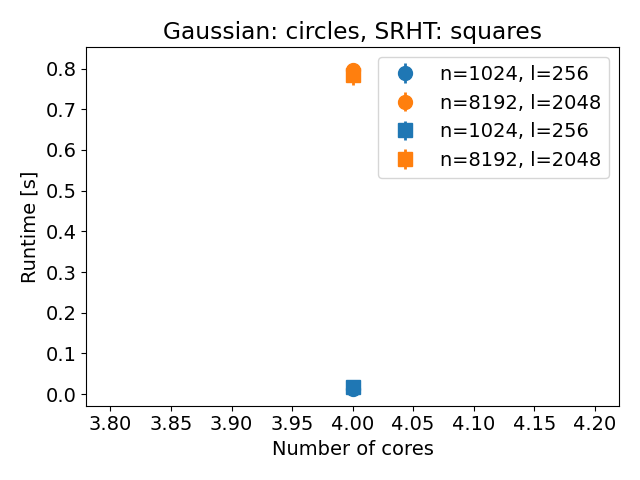 Gaussian: circles, SRHT: squares
n=1024, l=256
n=8192, l=2048
n=1024, l=256
n=8192, l=2048
Runtime [s]
0.8
0.7
0.6
0.5
0.4
0.3
0.2
0.1
0.0
3.80 3.85 3.90 3.95 4.00 4.05 4.10 4.15 4.20
Number of cores